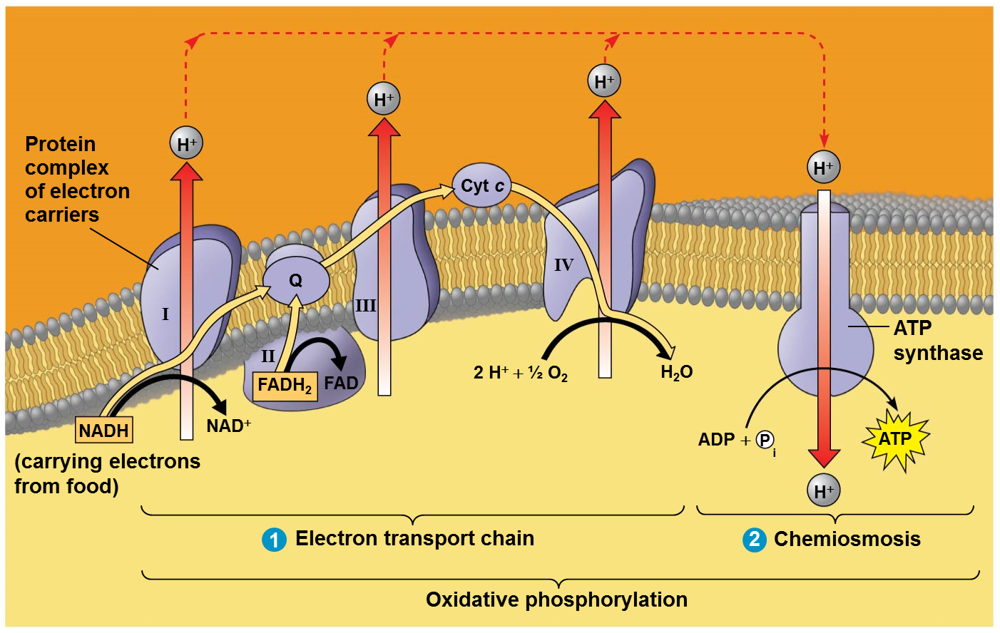 H⁺
H⁺
H⁺
H⁺
Protein
complex
of electron
carriers
Cyt c
Q
I
II
III
IV
ATP
synthase
FADH₂
FAD
2 H⁺ + ½ O₂
H₂O
NADH
NAD⁺
(carrying electrons
from food)
ADP + Pᵢ
ATP
H⁺
1 Electron transport chain
2 Chemiosmosis
Oxidative phosphorylation